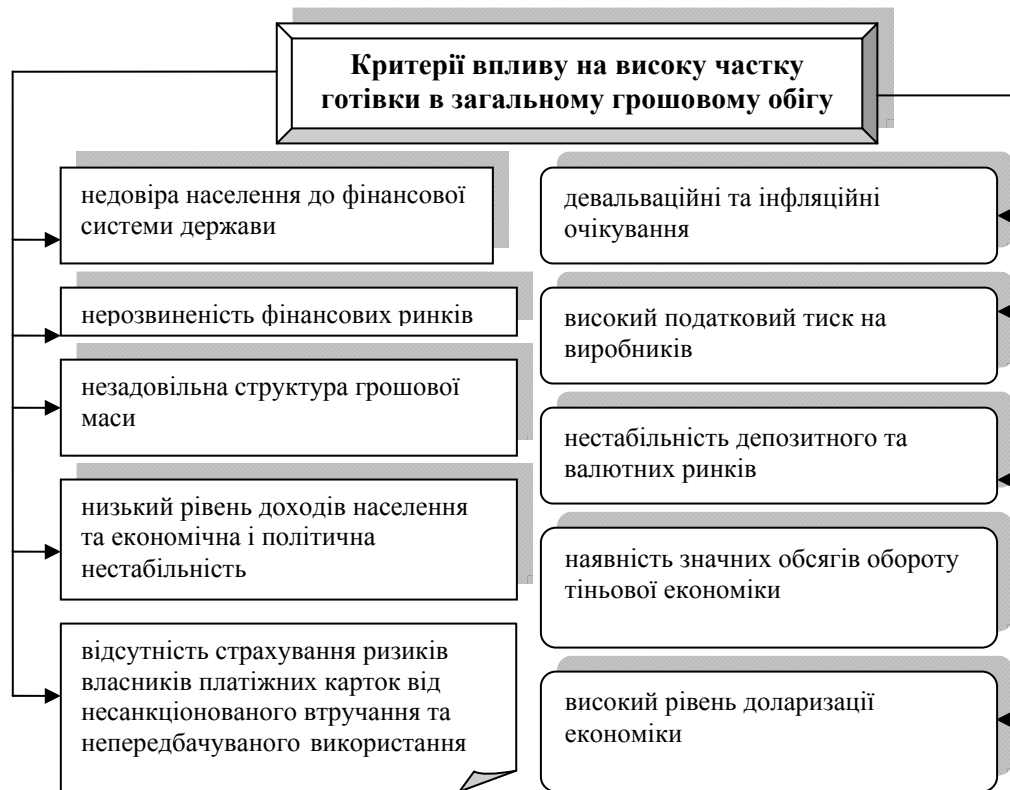 Критерії впливу на високу частку
готівки в загальному грошовому обігу
недовіра населення до фінансової
системи держави
нерозвиненість фінансових ринків
незадовільна структура грошової
маси
низький рівень доходів населення
та економічна і політична
нестабільність
відсутність страхування ризиків
власників платіжних карток від
несанкціонованого втручання та
непередбачуваного використання
девальваційні та інфляційні
очікування
високий податковий тиск на
виробників
нестабільність депозитного та
валютних ринків
наявність значних обсягів обороту
тіньової економіки
високий рівень доларизації
економіки